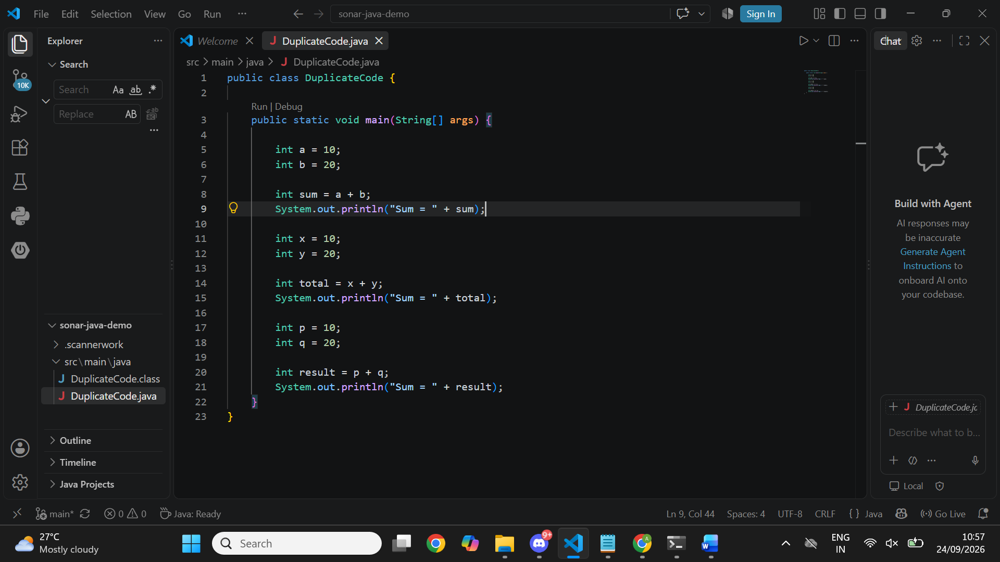 File Edit Selection View Go Run ···
sonar-java-demo
Sign In
Explorer
Search
Search Aa ab .*
Replace AB
10K
sonar-java-demo
.scannerwork
src\main\java
DuplicateCode.class
DuplicateCode.java
Outline
Timeline
Java Projects
Welcome
DuplicateCode.java
src > main > java > DuplicateCode.java
1 public class DuplicateCode {
2
Run | Debug
3 public static void main(String[] args) {
4
5 int a = 10;
6 int b = 20;
7
8 int sum = a + b;
9 System.out.println("Sum = " + sum);
10
11 int x = 10;
12 int y = 20;
13
14 int total = x + y;
15 System.out.println("Sum = " + total);
16
17 int p = 10;
18 int q = 20;
19
20 int result = p + q;
21 System.out.println("Sum = " + result);
22 }
23 }
Chat
Build with Agent
AI responses may
be inaccurate
Generate Agent
Instructions to
onboard AI onto
your codebase.
DuplicateCode.ja
Describe what to b...
Local
main* 0 0 Java: Ready
Ln 9, Col 44 Spaces: 4 UTF-8 CRLF { } Java Go Live
27°C
Mostly cloudy
Search
9+
A
W
ENG
IN
10:57
24/09/2026